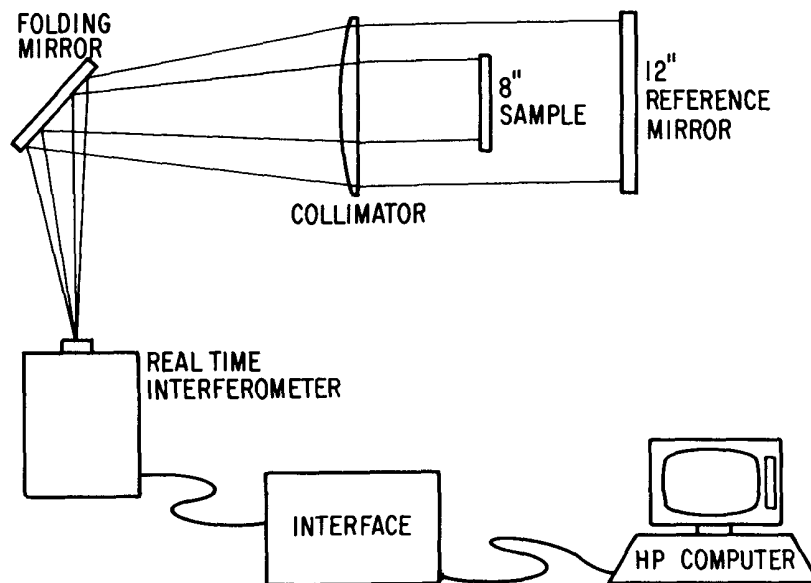 FOLDING
MIRROR
8"
SAMPLE
12"
REFERENCE
MIRROR
COLLIMATOR
REAL TIME
INTERFEROMETER
INTERFACE
HP COMPUTER